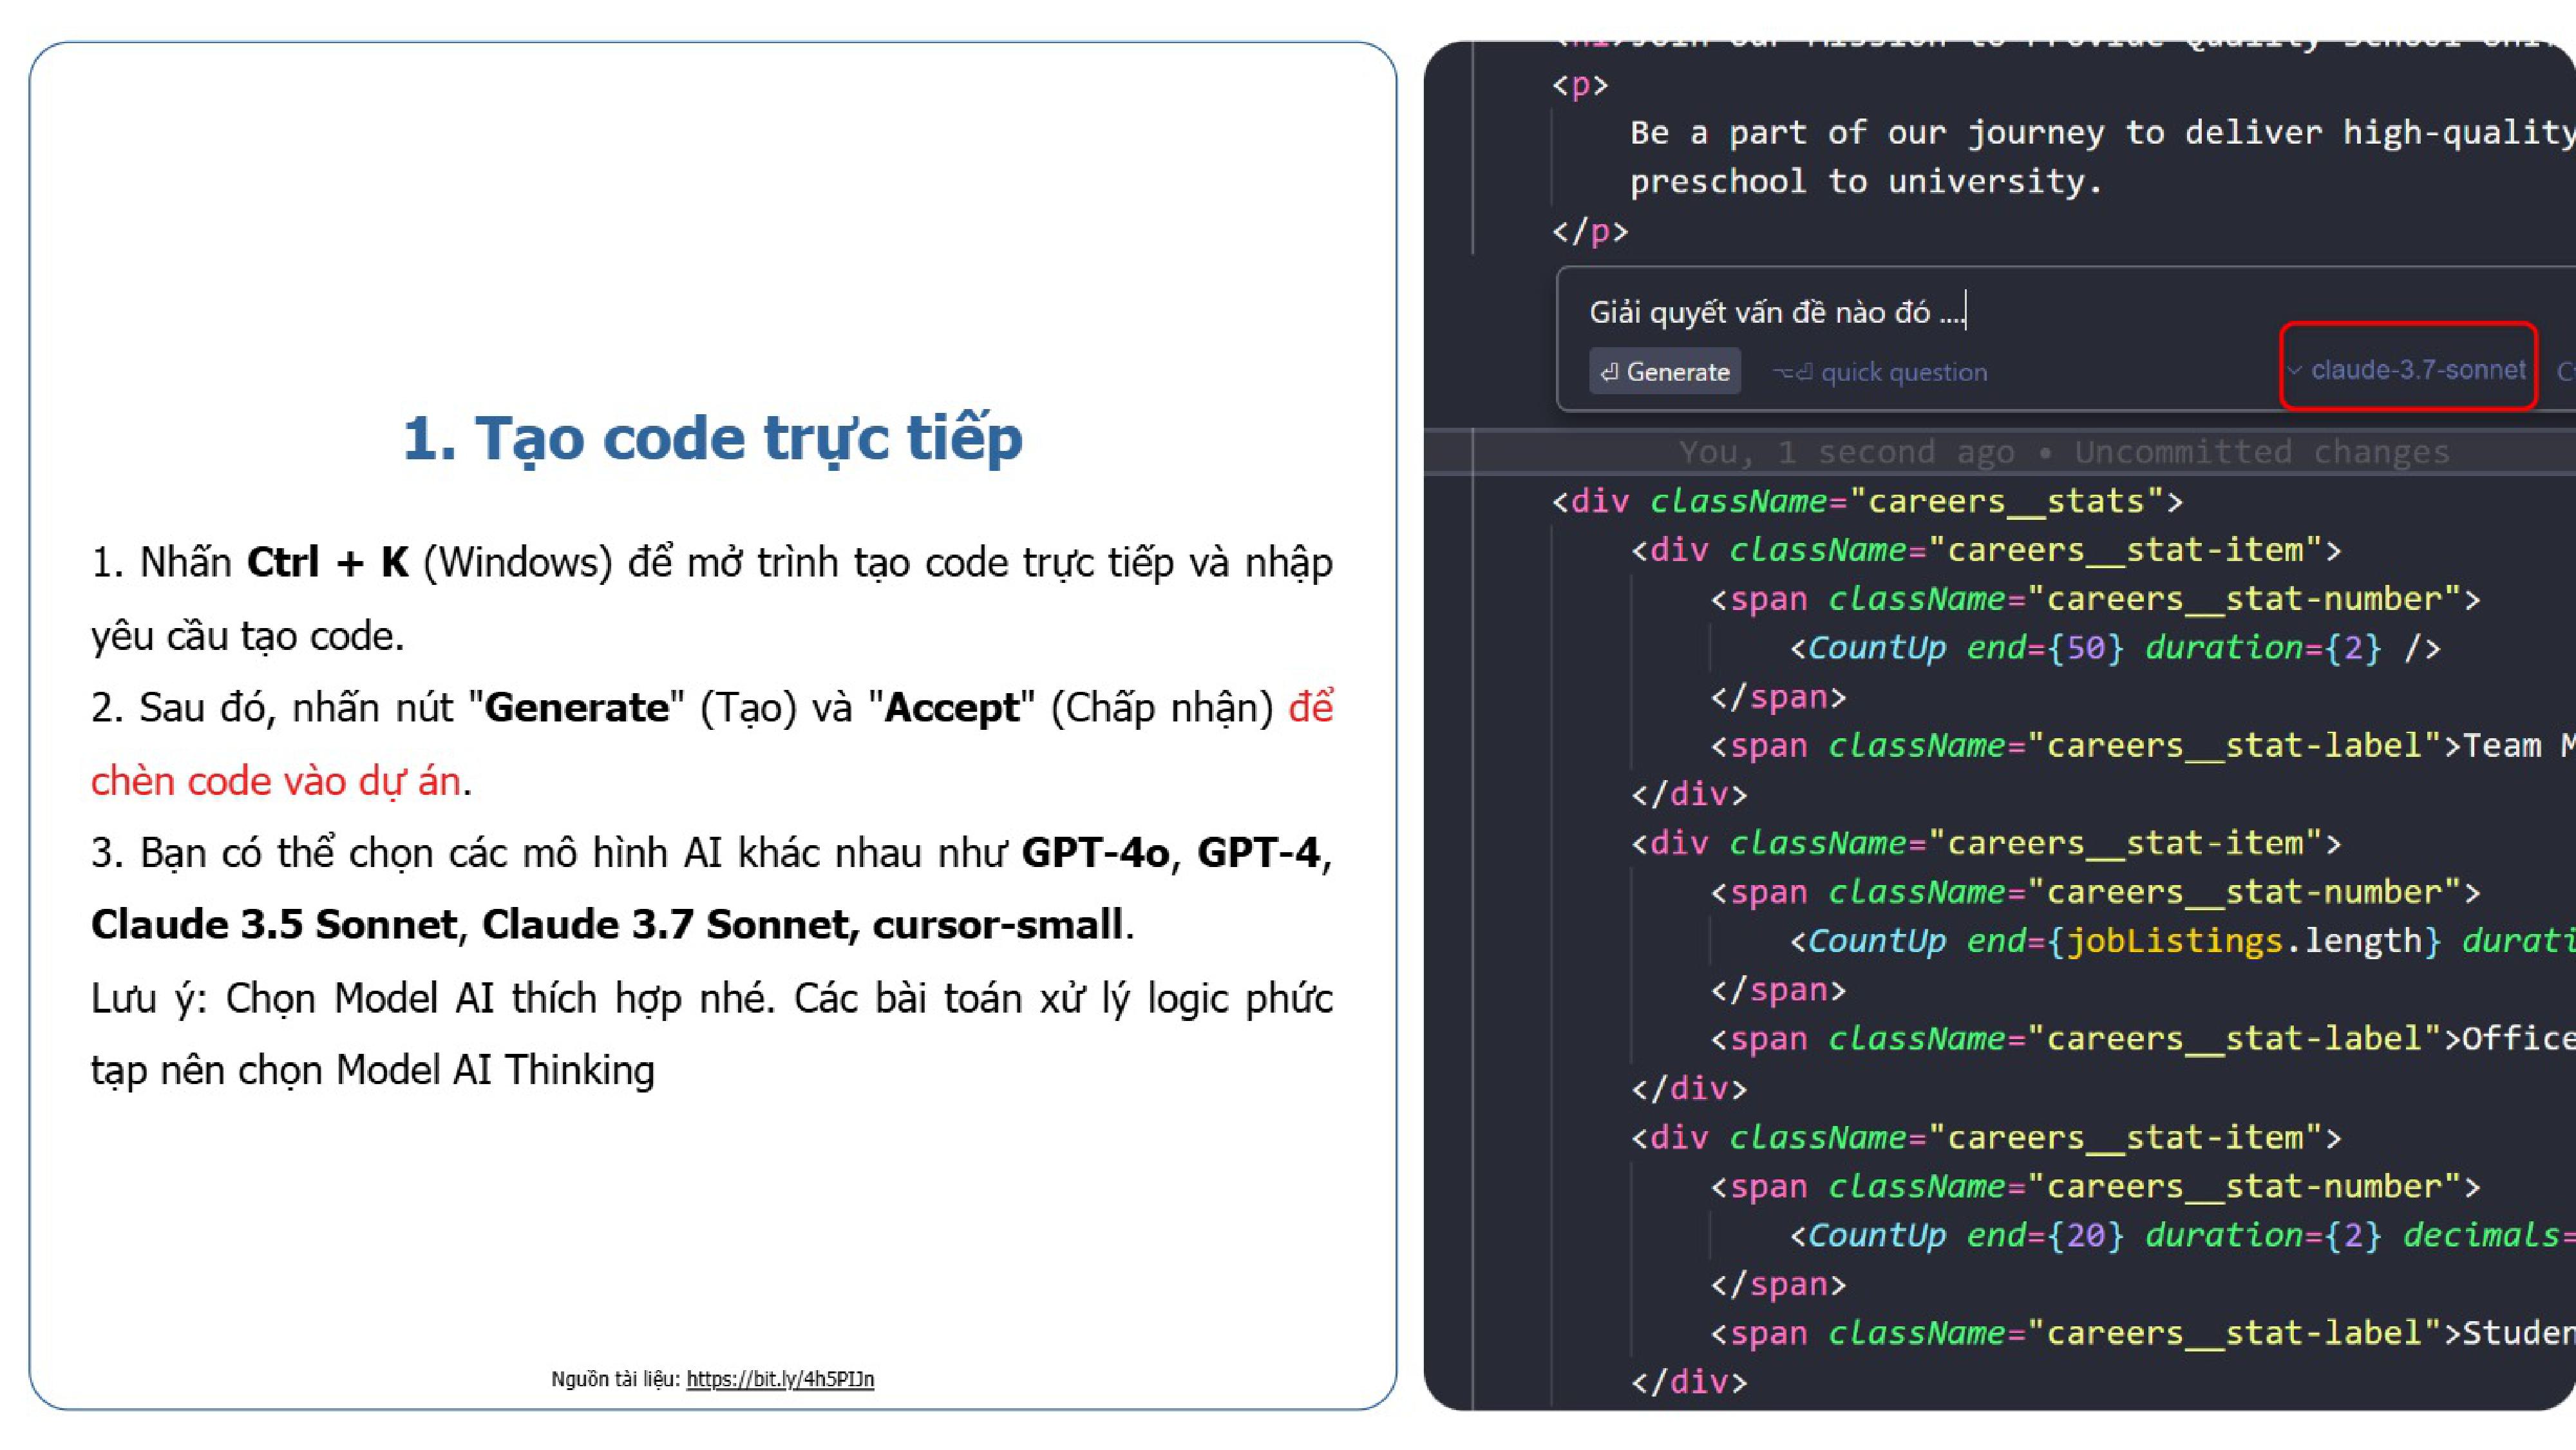 1. Tạo code trực tiếp
1. Nhấn Ctrl + K (Windows) để mở trình tạo code trực tiếp và nhập
yêu cầu tạo code.
2. Sau đó, nhấn nút "Generate" (Tạo) và "Accept" (Chấp nhận) để
chèn code vào dự án.
3. Bạn có thể chọn các mô hình AI khác nhau như GPT-4o, GPT-4,
Claude 3.5 Sonnet, Claude 3.7 Sonnet, cursor-small.
Lưu ý: Chọn Model AI thích hợp nhé. Các bài toán xử lý logic phức
tạp nên chọn Model AI Thinking
Nguồn tài liệu: https://bit.ly/4h5PIJn
<h1>Join our Mission to Provide Quality School
<p>
Be a part of our journey to deliver high-quality
preschool to university.
</p>
Giải quyết vấn đề nào đó ....
⏎ Generate ⌥⏎ quick question claude-3.7-sonnet
You, 1 second ago • Uncommitted changes
<div className="careers__stats">
<div className="careers__stat-item">
<span className="careers__stat-number">
<CountUp end={50} duration={2} />
</span>
<span className="careers__stat-label">Team
</div>
<div className="careers__stat-item">
<span className="careers__stat-number">
<CountUp end={jobListings.length}
</span>
<span className="careers__stat-label">Office
</div>
<div className="careers__stat-item">
<span className="careers__stat-number">
<CountUp end={20} duration={2} decimals=
</span>
<span className="careers__stat-label">Studen
</div>